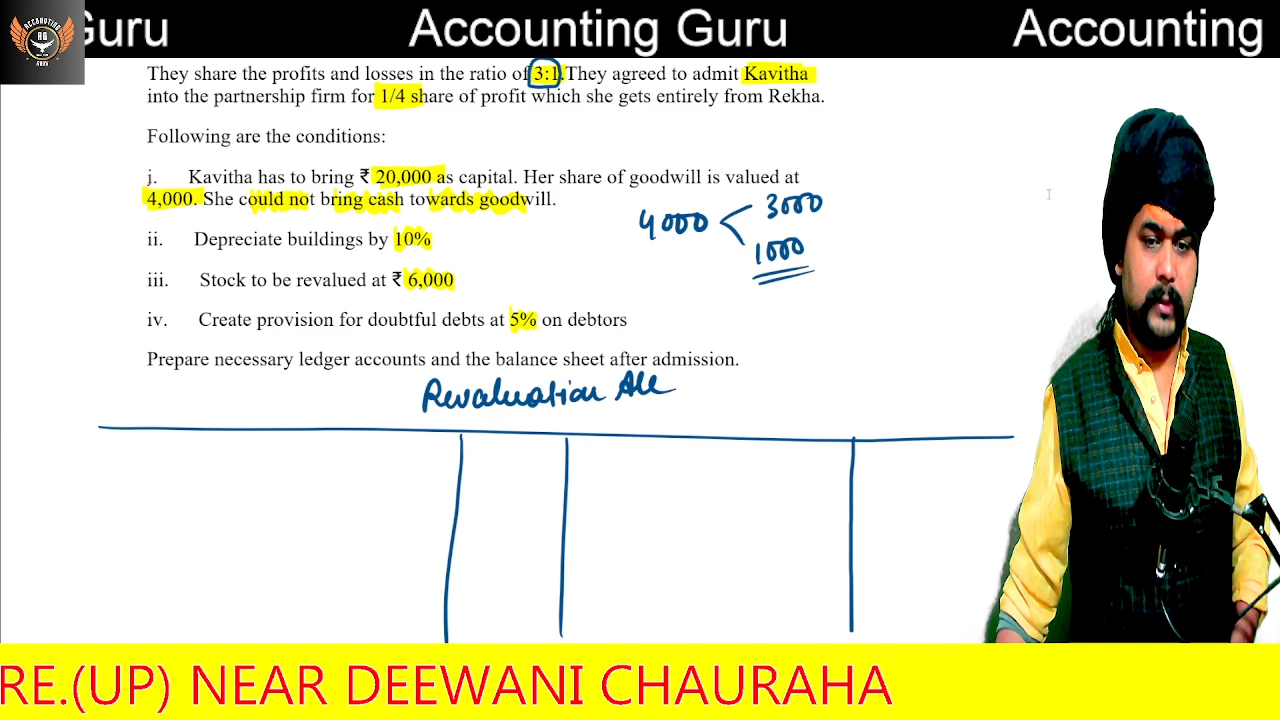 Guru Accounting Guru Accounting
ACCOUNTING
AG
GURU
They share the profits and losses in the ratio of 3:1.They agreed to admit Kavitha
into the partnership firm for 1/4 share of profit which she gets entirely from Rekha.
Following are the conditions:
i. Kavitha has to bring ₹ 20,000 as capital. Her share of goodwill is valued at
4,000. She could not bring cash towards goodwill.
4000 < 3000
1000
ii. Depreciate buildings by 10%
iii. Stock to be revalued at ₹ 6,000
iv. Create provision for doubtful debts at 5% on debtors
Prepare necessary ledger accounts and the balance sheet after admission.
Revaluation A/c
RE.(UP) NEAR DEEWANI CHAURAHA